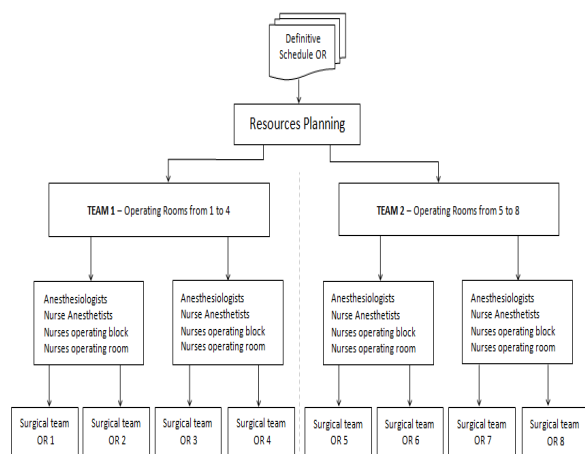 Definitive
Schedule OR
Resources Planning
TEAM 1 – Operating Rooms from 1 to 4
TEAM 2 – Operating Rooms from 5 to 8
Anesthesiologists
Nurse Anesthetists
Nurses operating block
Nurses operating room
Anesthesiologists
Nurse Anesthetists
Nurses operating block
Nurses operating room
Anesthesiologists
Nurse Anesthetists
Nurses operating block
Nurses operating room
Anesthesiologists
Nurse Anesthetists
Nurses operating block
Nurses operating room
Surgical team
OR 1
Surgical team
OR 2
Surgical team
OR 3
Surgical team
OR 4
Surgical team
OR 5
Surgical team
OR 6
Surgical team
OR 7
Surgical team
OR 8